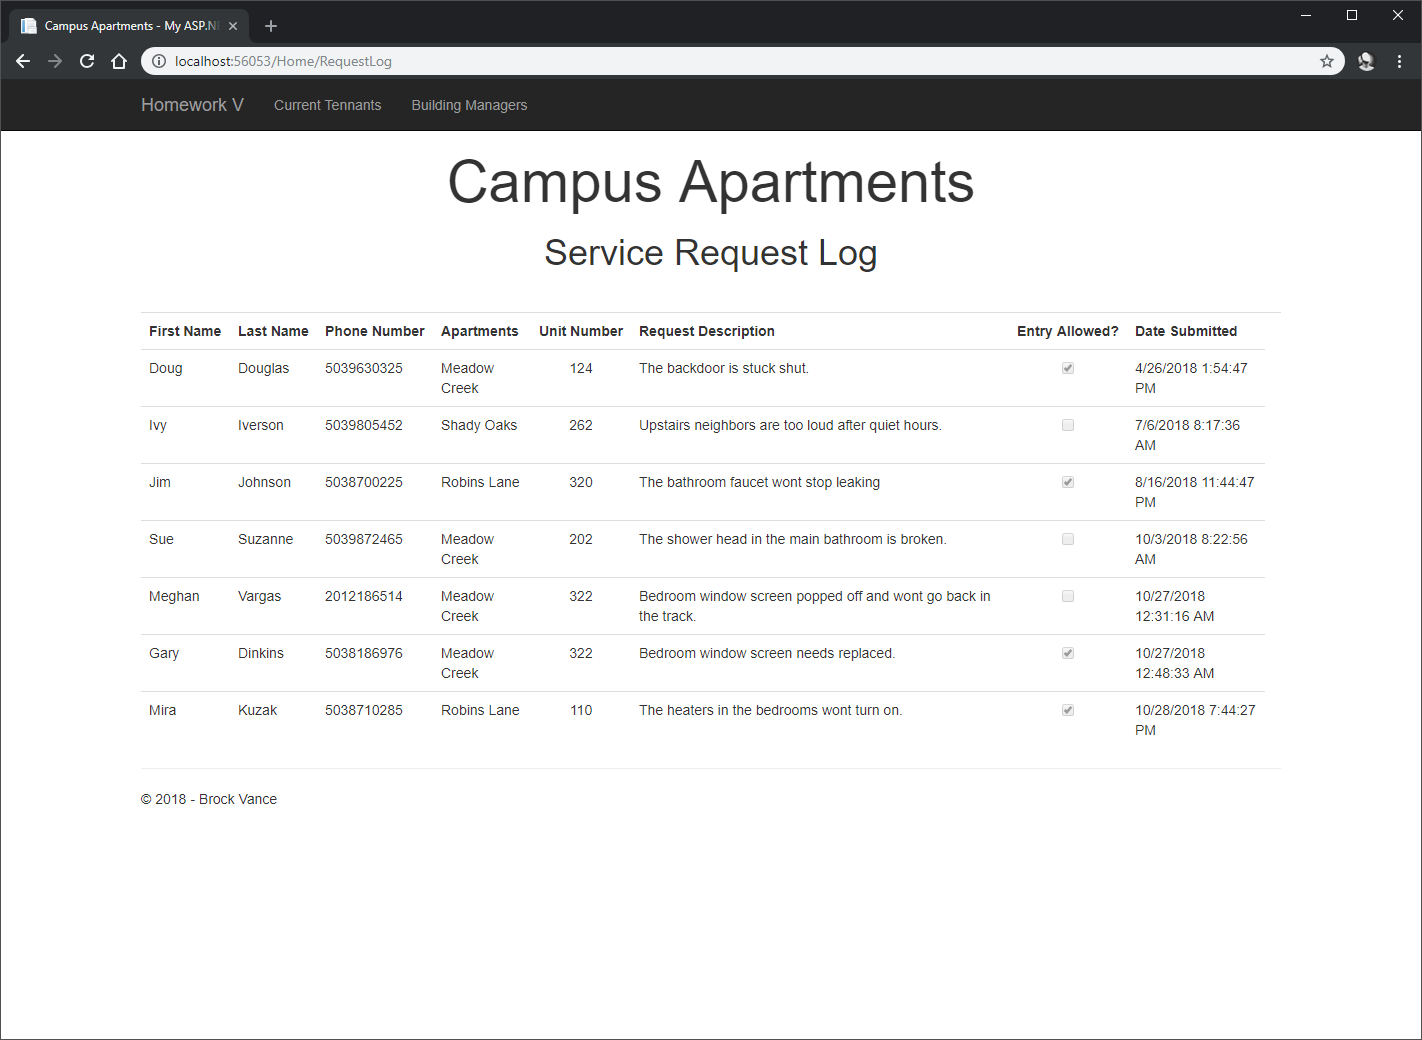 Campus Apartments - My ASP.N
localhost:56053/Home/RequestLog
Homework V Current Tennants Building Managers
Campus Apartments
Service Request Log
First Name Last Name Phone Number Apartments Unit Number Request Description Entry Allowed? Date Submitted
Doug Douglas 5039630325 Meadow 124 The backdoor is stuck shut. 4/26/2018 1:54:47
Creek PM
Ivy Iverson 5039805452 Shady Oaks 262 Upstairs neighbors are too loud after quiet hours. 7/6/2018 8:17:36
AM
Jim Johnson 5038700225 Robins Lane 320 The bathroom faucet wont stop leaking 8/16/2018 11:44:47
PM
Sue Suzanne 5039872465 Meadow 202 The shower head in the main bathroom is broken. 10/3/2018 8:22:56
Creek AM
Meghan Vargas 2012186514 Meadow 322 Bedroom window screen popped off and wont go back in 10/27/2018
Creek the track. 12:31:16 AM
Gary Dinkins 5038186976 Meadow 322 Bedroom window screen needs replaced. 10/27/2018
Creek 12:48:33 AM
Mira Kuzak 5038710285 Robins Lane 110 The heaters in the bedrooms wont turn on. 10/28/2018 7:44:27
PM
© 2018 - Brock Vance